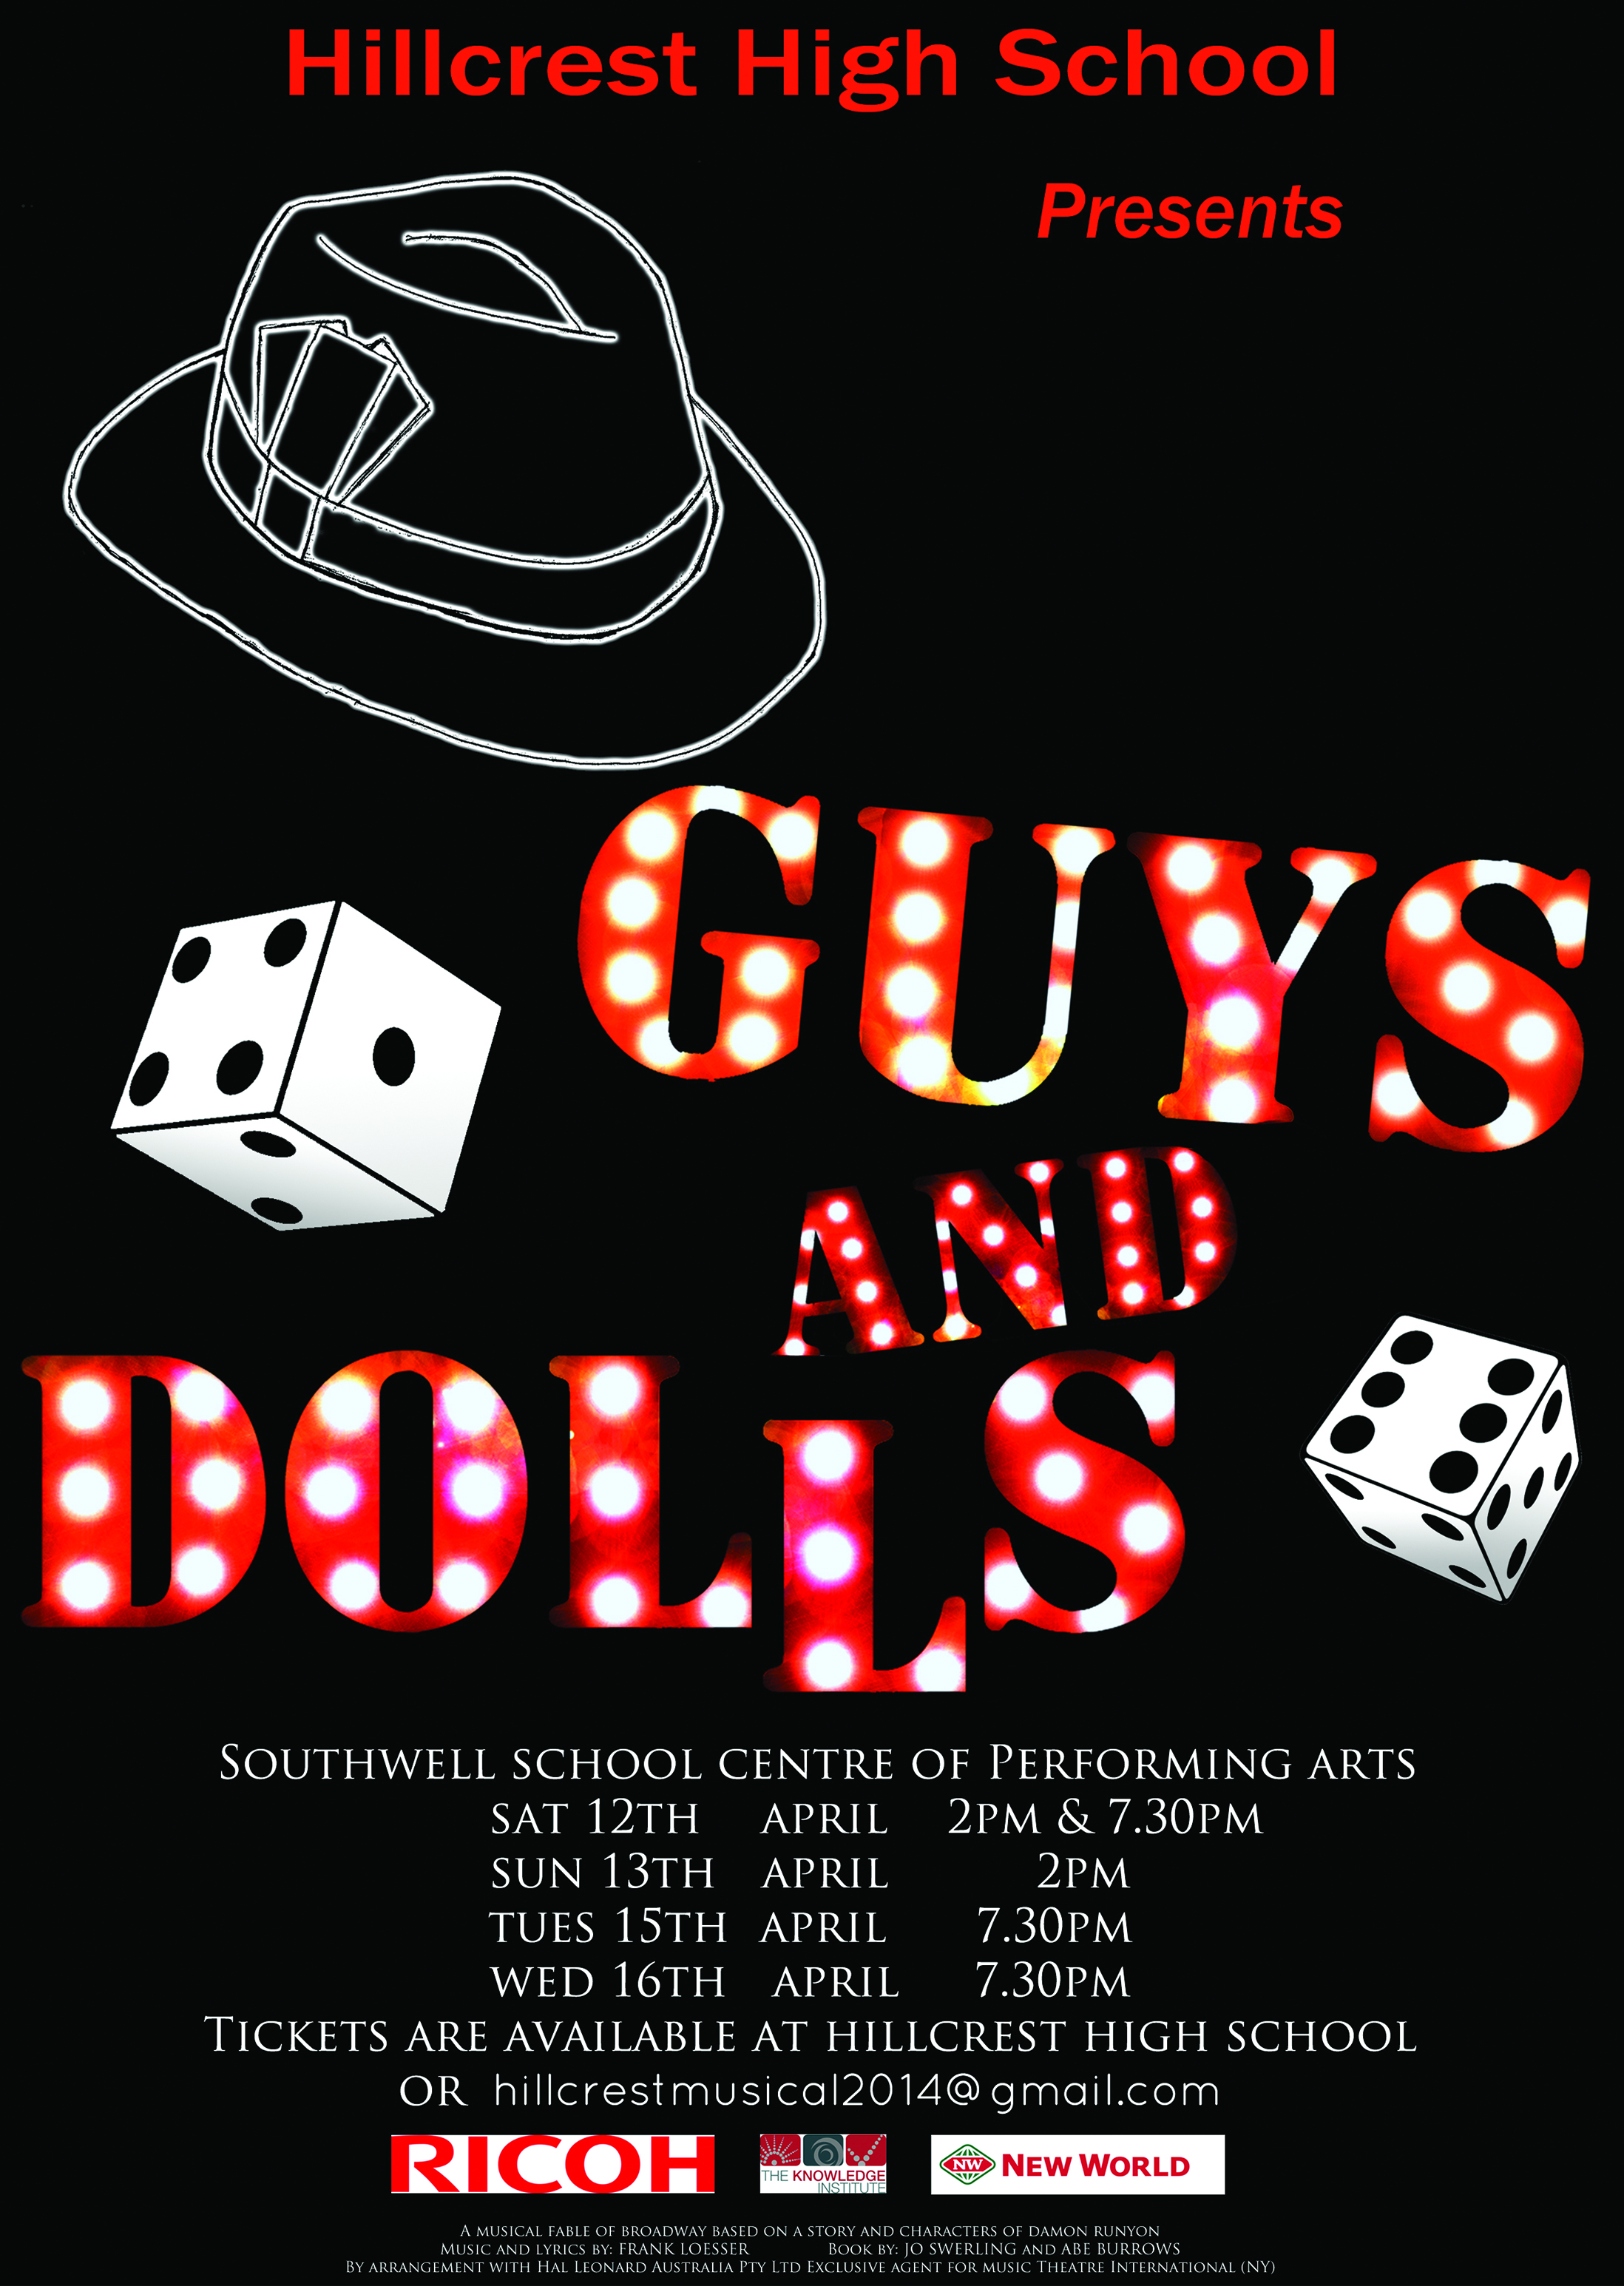 Hillcrest High School
Presents
GUYS
AND
DOLLS
Southwell school centre of Performing arts
sat 12th april 2pm & 7.30pm
sun 13th april 2pm
tues 15th april 7.30pm
wed 16th april 7.30pm
Tickets are available at hillcrest high school
or hillcrestmusical2014@gmail.com
RICOH
THE KNOWLEDGE
INSTITUTE
NW NEW WORLD
A musical fable of broadway based on a story and characters of damon runyon
Music and lyrics by: FRANK LOESSER Book by: JO SWERLING and ABE BURROWS
By arrangement with Hal Leonard Australia Pty Ltd Exclusive agent for music Theatre International (NY)